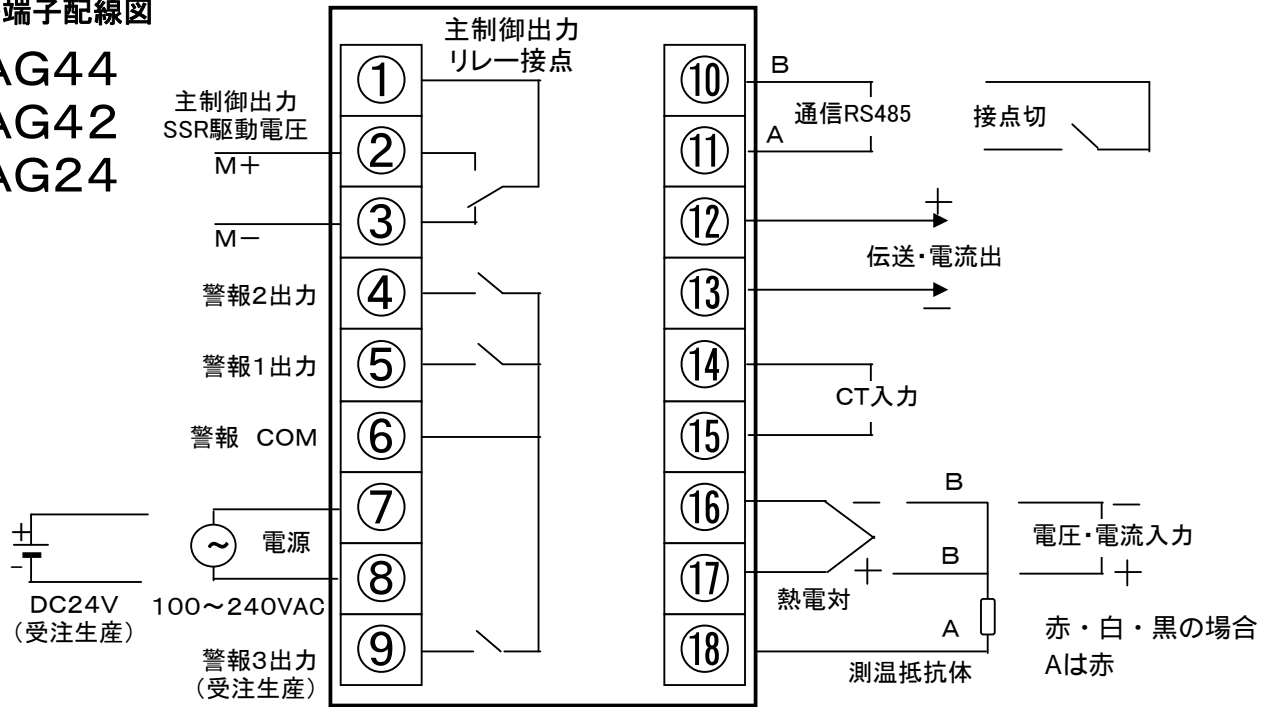 端子配線図
AG44
AG42
AG24
主制御出力
リレー接点
主制御出力
SSR駆動電圧
M+
M-
警報2出力
警報1出力
警報 COM
電源
100~240VAC
DC24V
(受注生産)
+
-
~
警報3出力
(受注生産)
①
②
③
④
⑤
⑥
⑦
⑧
⑨
⑩
⑪
⑫
⑬
⑭
⑮
⑯
⑰
⑱
B
通信RS485
A
接点切
+
伝送・電流出
-
CT入力
-
+
熱電対
B
B
A
測温抵抗体
-
電圧・電流入力
+
赤・白・黒の場合
Aは赤